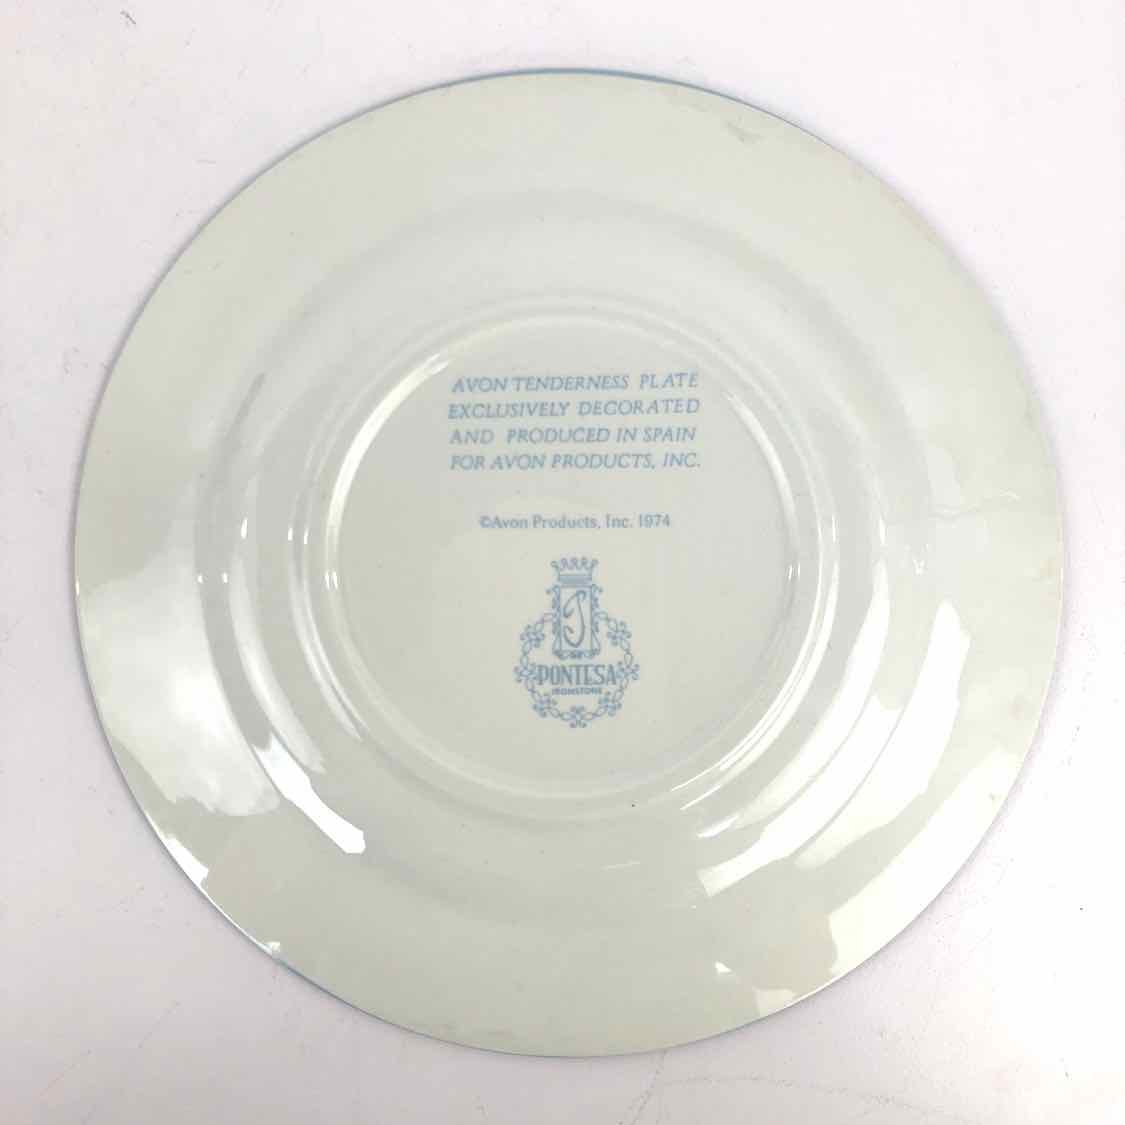 AVON TENDERNESS PLATE
EXCLUSIVELY DECORATED
AND PRODUCED IN SPAIN
FOR AVON PRODUCTS, INC.
©Avon Products, Inc. 1974
P
PONTESA
IRONSTONE